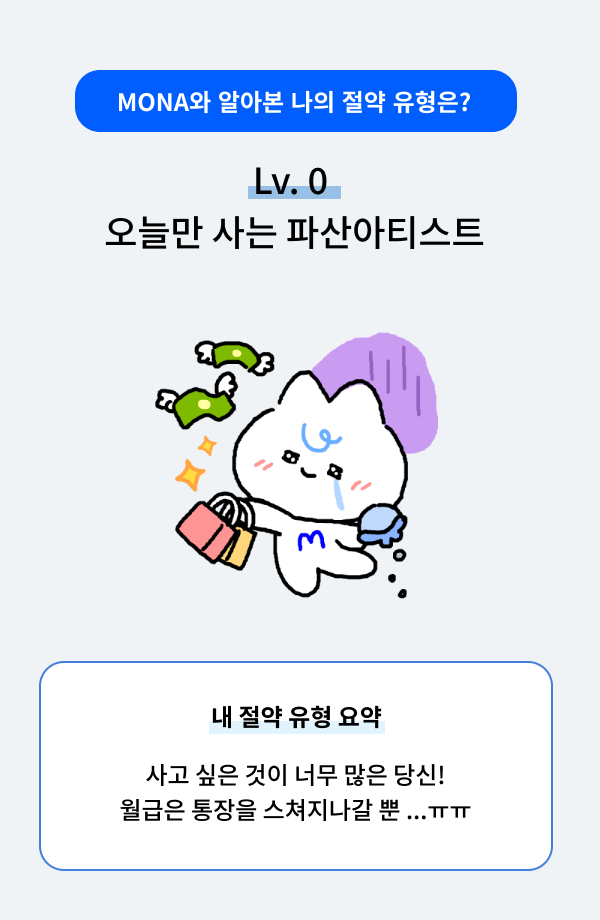 MONA와 알아본 나의 절약 유형은?
Lv. 0
오늘만 사는 파산아티스트
m
내 절약 유형 요약
사고 싶은 것이 너무 많은 당신!
월급은 통장을 스쳐지나갈 뿐 ...ㅠㅠ